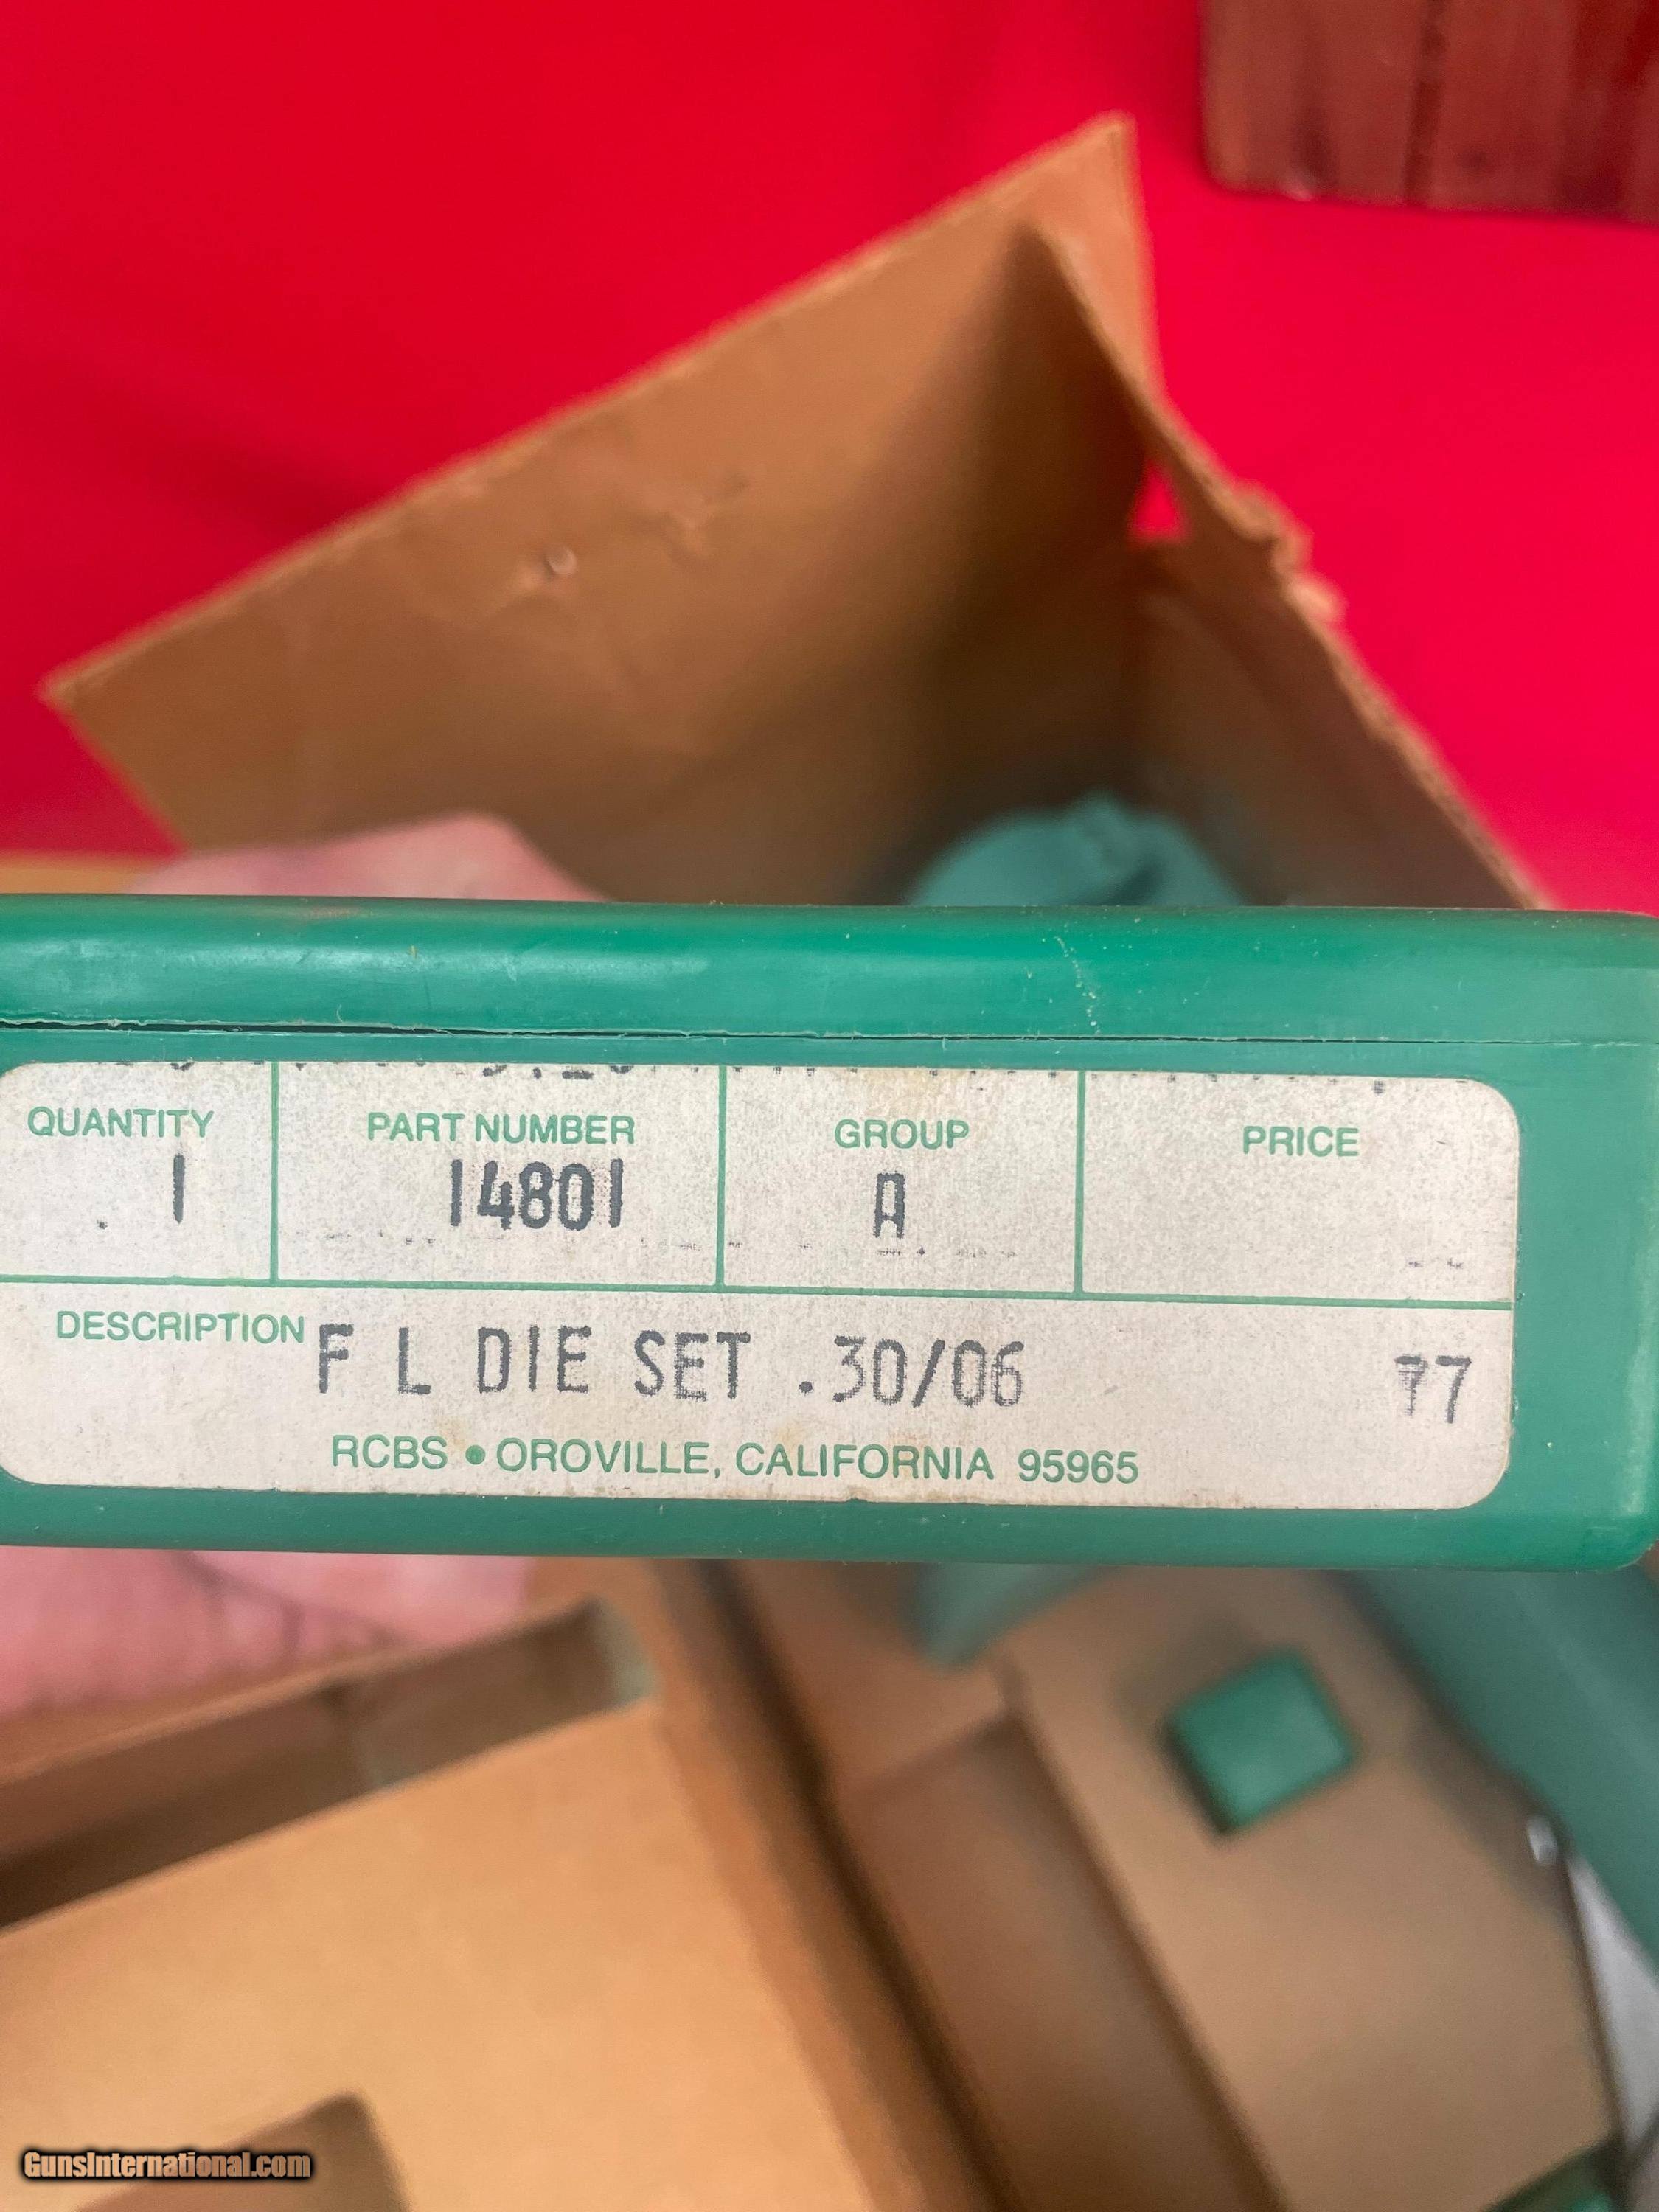 QUANTITY PART NUMBER GROUP PRICE
1 14801 A
DESCRIPTION F L DIE SET .30/06 77
RCBS • OROVILLE, CALIFORNIA 95965
GunsInternational.com